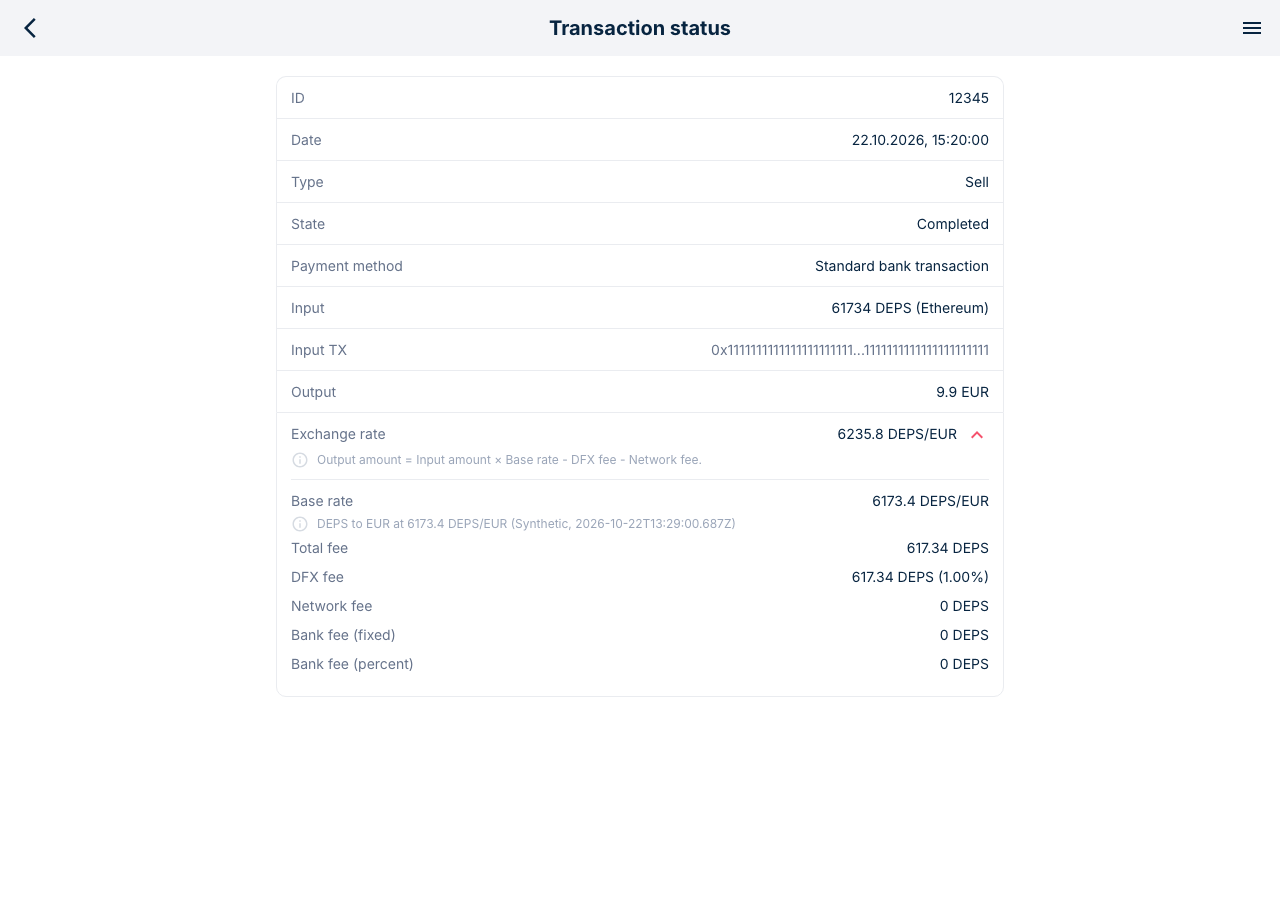 Transaction status
ID 12345
Date 22.10.2026, 15:20:00
Type Sell
State Completed
Payment method Standard bank transaction
Input 61734 DEPS (Ethereum)
Input TX 0x1111111111111111111111...1111111111111111111111
Output 9.9 EUR
Exchange rate 6235.8 DEPS/EUR
Output amount = Input amount × Base rate - DFX fee - Network fee.
Base rate 6173.4 DEPS/EUR
DEPS to EUR at 6173.4 DEPS/EUR (Synthetic, 2026-10-22T13:29:00.687Z)
Total fee 617.34 DEPS
DFX fee 617.34 DEPS (1.00%)
Network fee 0 DEPS
Bank fee (fixed) 0 DEPS
Bank fee (percent) 0 DEPS